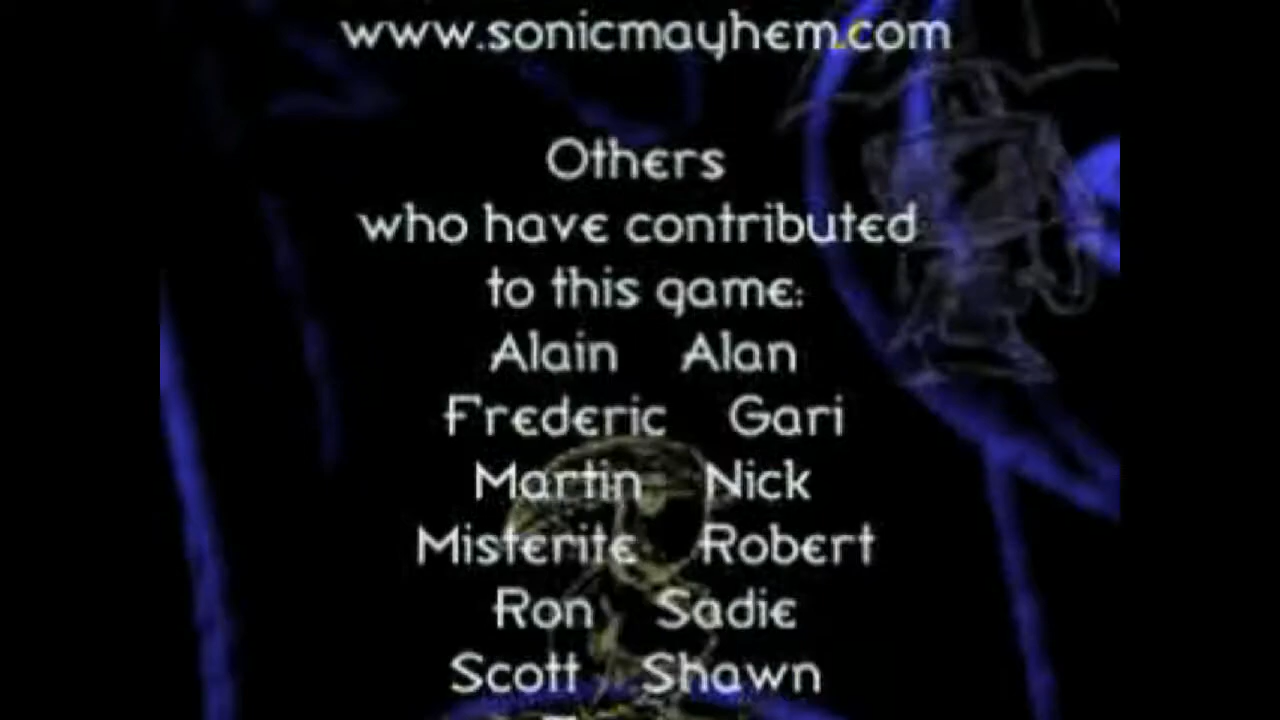 www.sonicmayhem.com
Others
who have contributed
to this game:
Alain Alan
Frederic Gari
Martin Nick
Misterite Robert
Ron Sadie
Scott Shawn